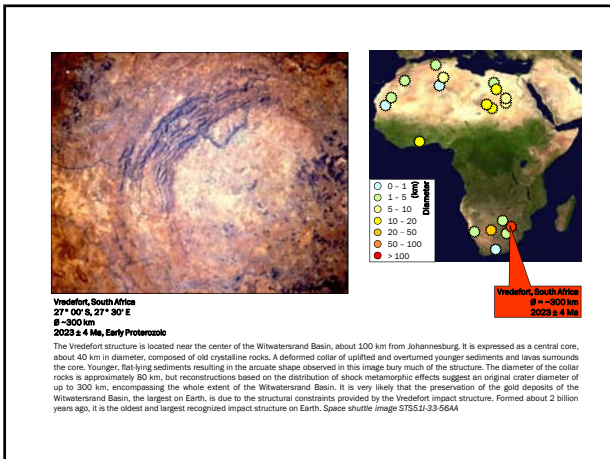 0 – 1
1 – 5
5 – 10
10 – 20
20 – 50
50 – 100
> 100
(km)
Diameter
Vredefort, South Africa
Ø = ~300 km
2023 ± 4 Ma
Vredefort, South Africa
27° 00' S, 27° 30' E
Ø ~300 km
2023 ± 4 Ma, Early Proterozoic
The Vredefort structure is located near the center of the Witwatersrand Basin, about 100 km from Johannesburg. It is expressed as a central core,
about 40 km in diameter, composed of old crystalline rocks. A deformed collar of uplifted and overturned younger sediments and lavas surrounds
the core. Younger, flat-lying sediments resulting in the arcuate shape observed in this image bury much of the structure. The diameter of the collar
rocks is approximately 80 km, but reconstructions based on the distribution of shock metamorphic effects suggest an original crater diameter of
up to 300 km, encompassing the whole extent of the Witwatersrand Basin. It is very likely that the preservation of the gold deposits of the
Witwatersrand Basin, the largest on Earth, is due to the structural constraints provided by the Vredefort impact structure. Formed about 2 billion
years ago, it is the oldest and largest recognized impact structure on Earth. Space shuttle image STS51I-33-56AA